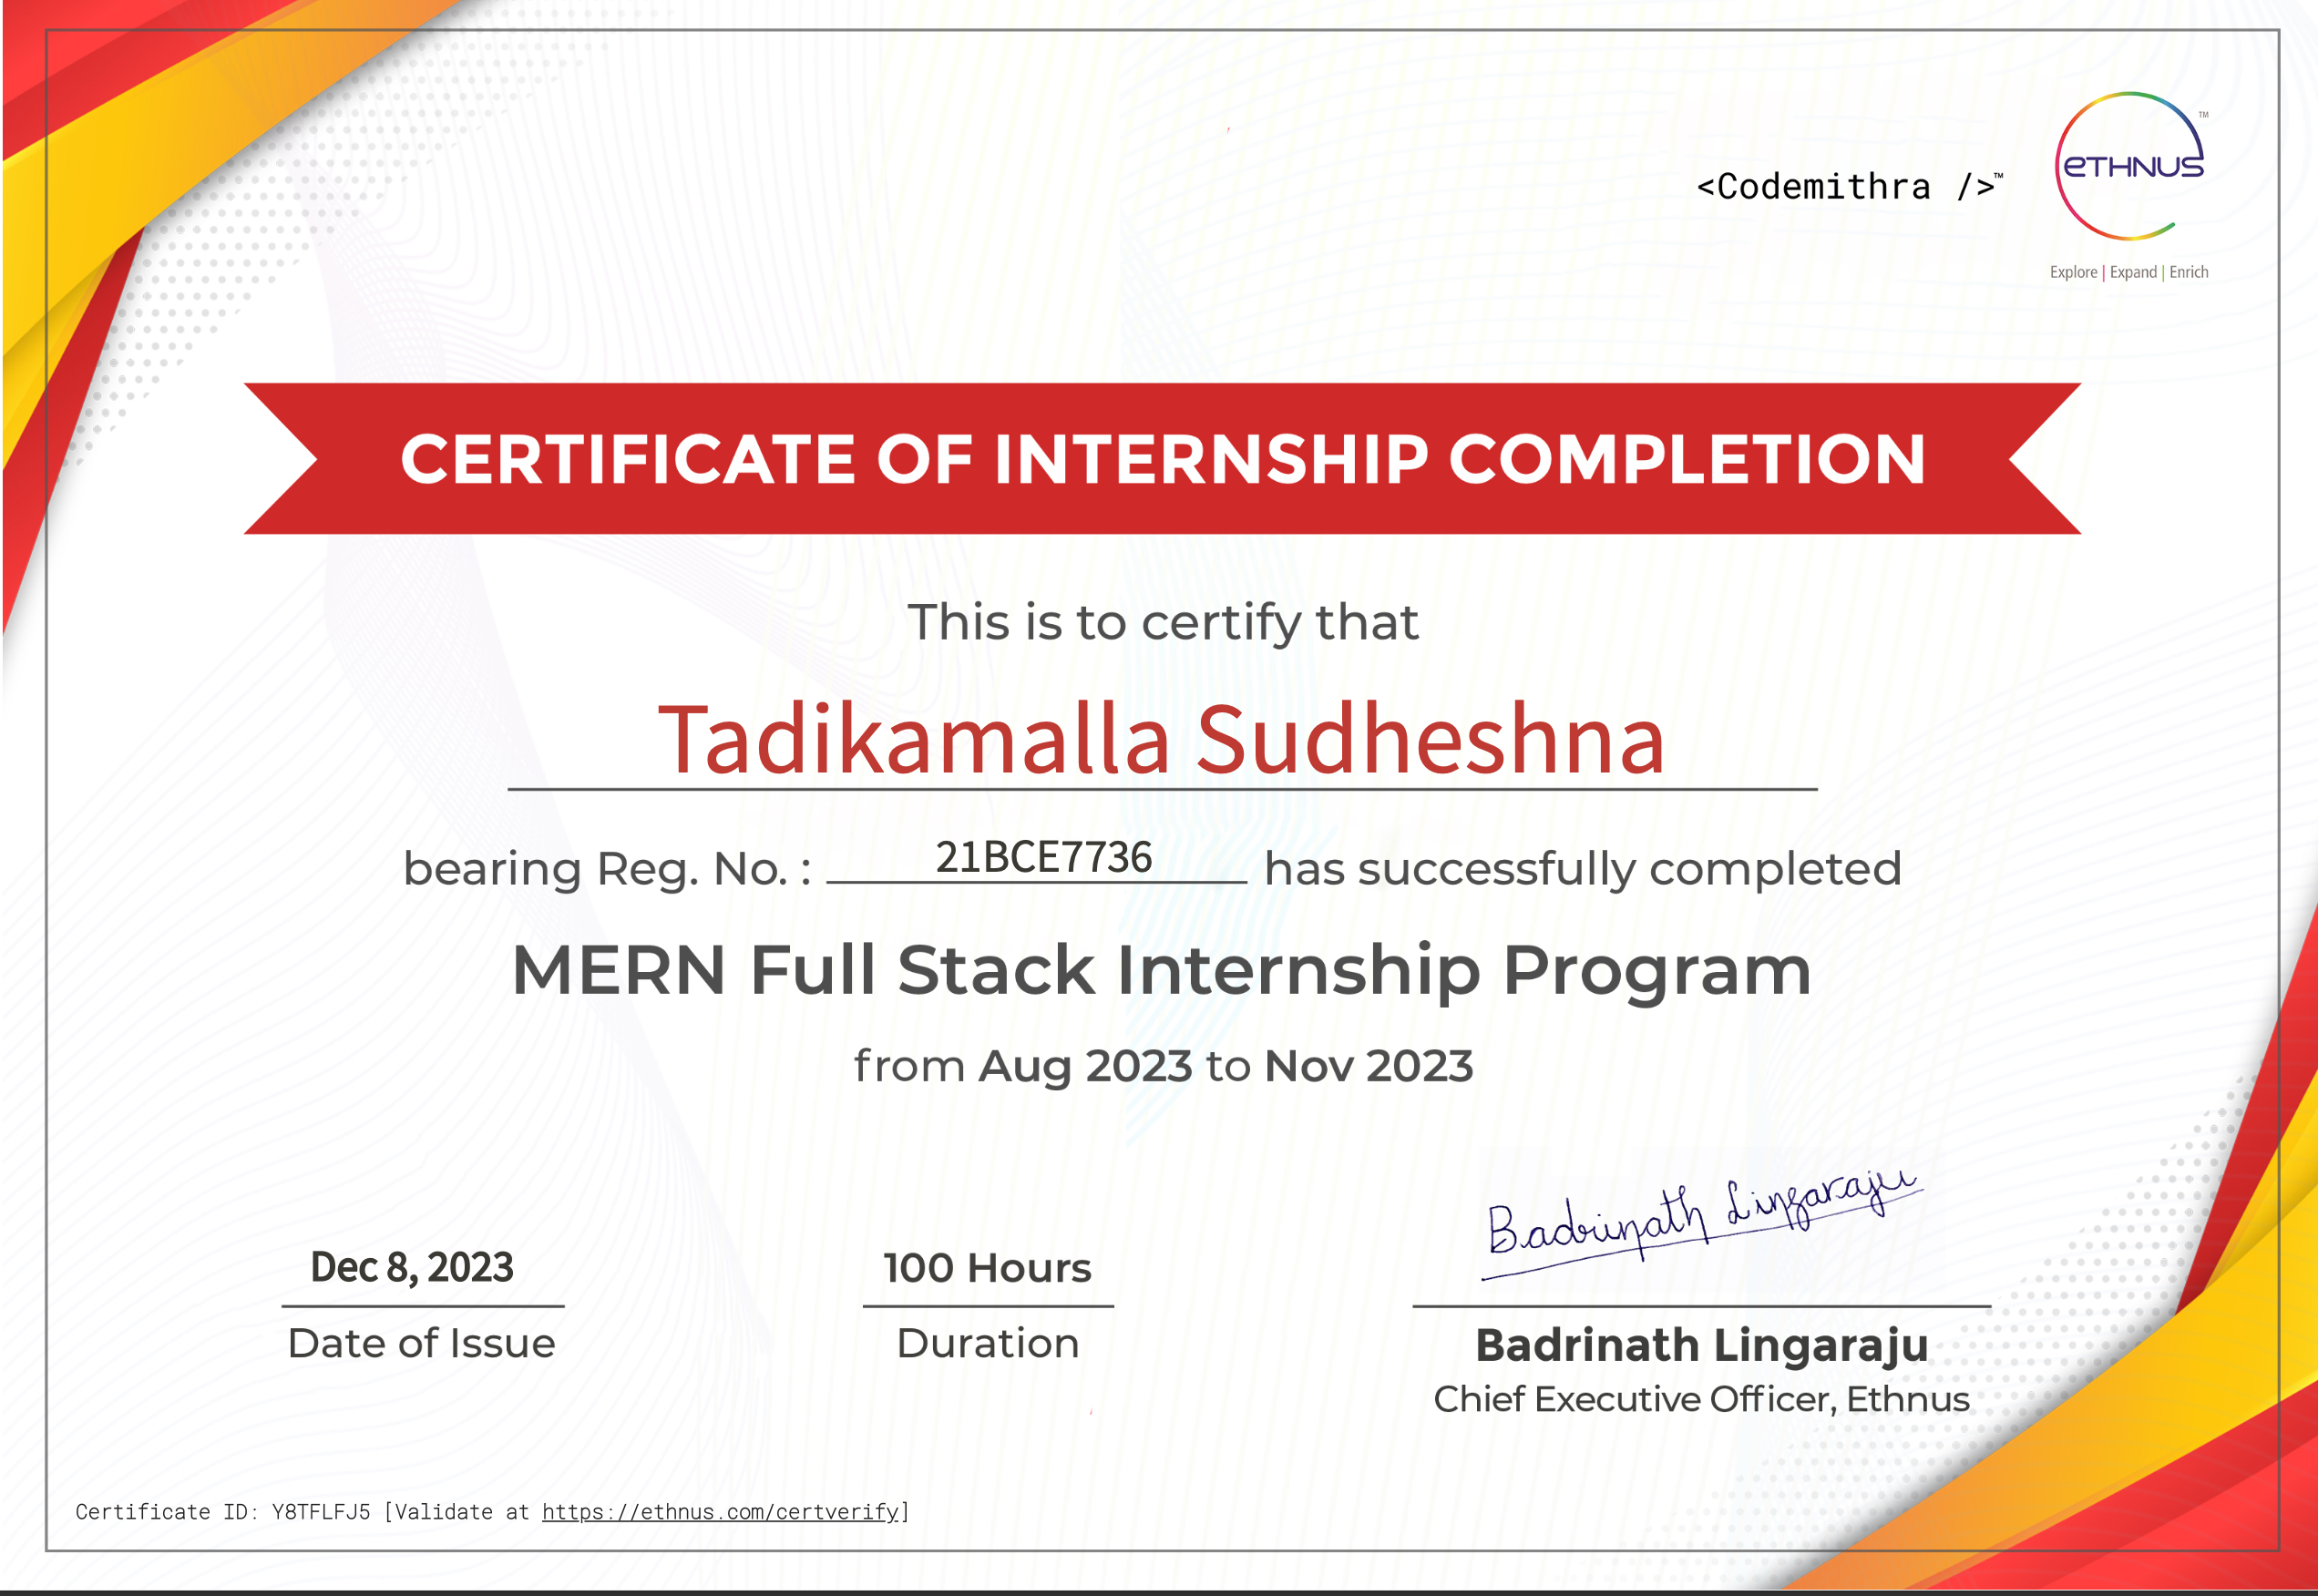 <Codemithra />™
eTHNUS™
Explore | Expand | Enrich
CERTIFICATE OF INTERNSHIP COMPLETION
This is to certify that
Tadikamalla Sudheshna
bearing Reg. No. : 21BCE7736 has successfully completed
MERN Full Stack Internship Program
from Aug 2023 to Nov 2023
Badrinath Lingaraju
Dec 8, 2023
Date of Issue
100 Hours
Duration
Badrinath Lingaraju
Chief Executive Officer, Ethnus
Certificate ID: Y8TFLFJ5 [Validate at https://ethnus.com/certverify]